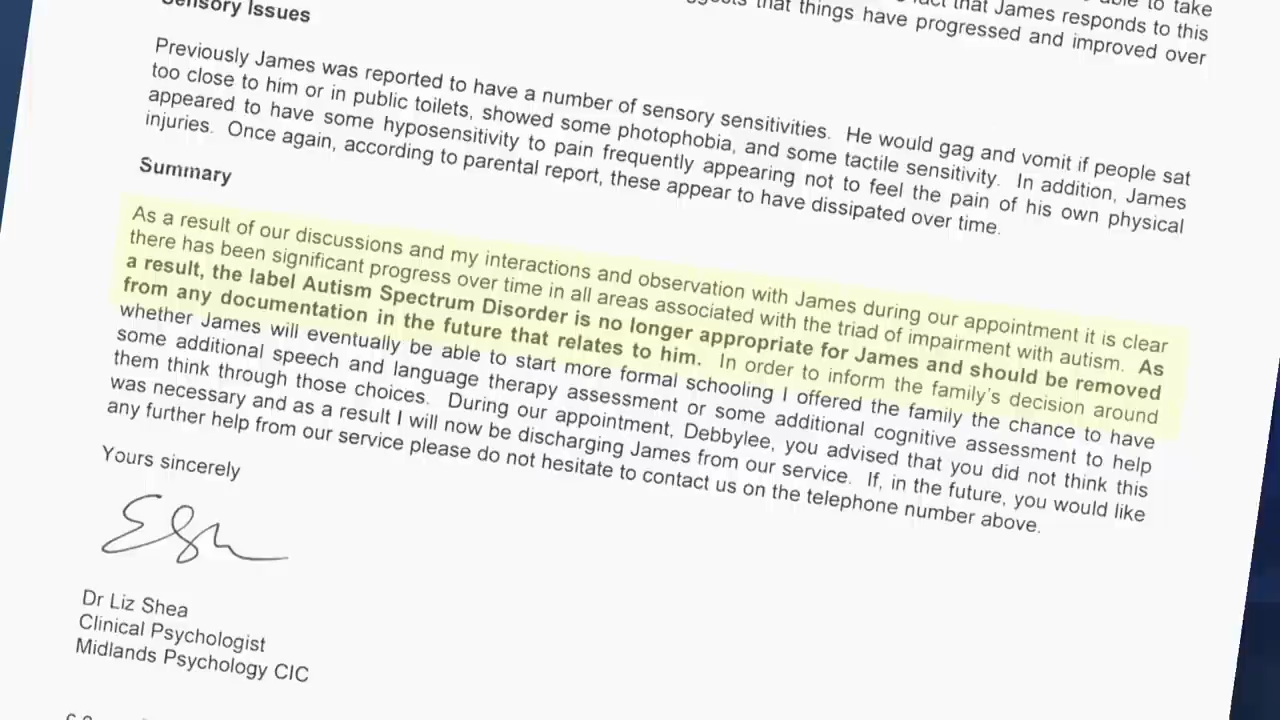 able to take
fact that James responds to this
that things have progressed and improved over
Sensory Issues
Previously James was reported to have a number of sensory sensitivities. He would gag and vomit if people sat
too close to him or in public toilets, showed some photophobia, and some tactile sensitivity. In addition, James
appeared to have some hyposensitivity to pain frequently appearing not to feel the pain of his own physical
injuries. Once again, according to parental report, these appear to have dissipated over time.
Summary
As a result of our discussions and my interactions and observation with James during our appointment it is clear
there has been significant progress over time in all areas associated with the triad of impairment with autism. As
a result, the label Autism Spectrum Disorder is no longer appropriate for James and should be removed
from any documentation in the future that relates to him. In order to inform the family's decision around
whether James will eventually be able to start more formal schooling I offered the family the chance to have
some additional speech and language therapy assessment or some additional cognitive assessment to help
them think through those choices. During our appointment, Debbylee, you advised that you did not think this
was necessary and as a result I will now be discharging James from our service. If, in the future, you would like
any further help from our service please do not hesitate to contact us on the telephone number above.
Yours sincerely
Dr Liz Shea
Clinical Psychologist
Midlands Psychology CIC